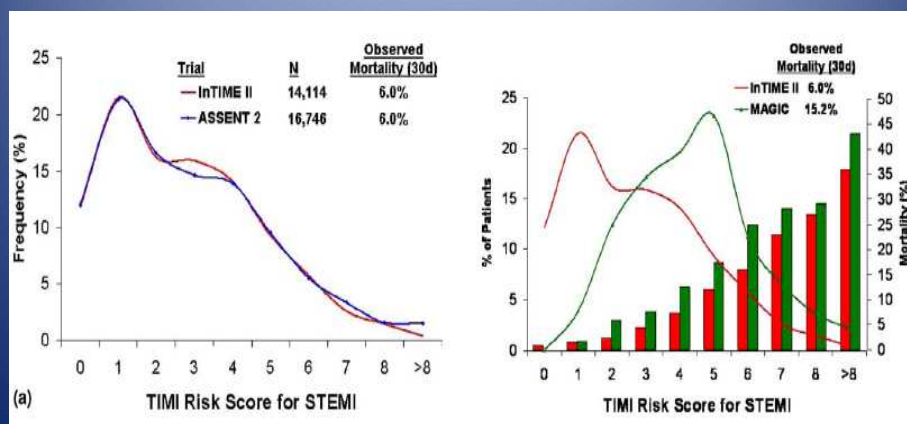 Observed
Trial N Mortality (30d)
InTIME II 14,114 6.0%
ASSENT 2 16,746 6.0%
25
20
15
10
5
0
Frequency (%)
0 1 2 3 4 5 6 7 8 >8
TIMI Risk Score for STEMI
(a)
Observed
Mortality (30d)
InTIME II 6.0%
MAGIC 15.2%
25
20
15
10
5
0
% of Patients
50
45
40
35
30
25
20
15
10
5
0
Mortality (%)
0 1 2 3 4 5 6 7 8 >8
TIMI Risk Score for STEMI